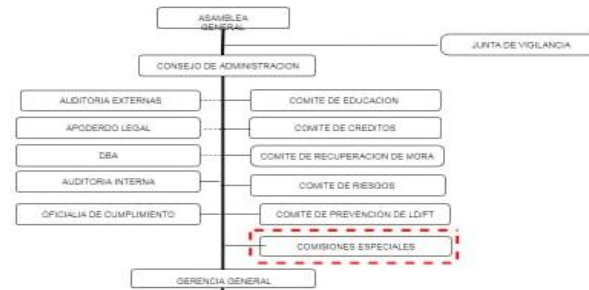 ASAMBLEA
GENERAL
JUNTA DE VIGILANCIA
CONSEJO DE ADMINISTRACION
AUDITORIA EXTERNAS
COMITE DE EDUCACION
APODERDO LEGAL
COMITE DE CREDITOS
DBA
COMITE DE RECUPERACION DE MORA
AUDITORIA INTERNA
COMITE DE RIESGOS
OFICIALIA DE CUMPLIMIENTO
COMITE DE PREVENCION DE LD/FT
COMISIONES ESPECIALES
GERENCIA GENERAL